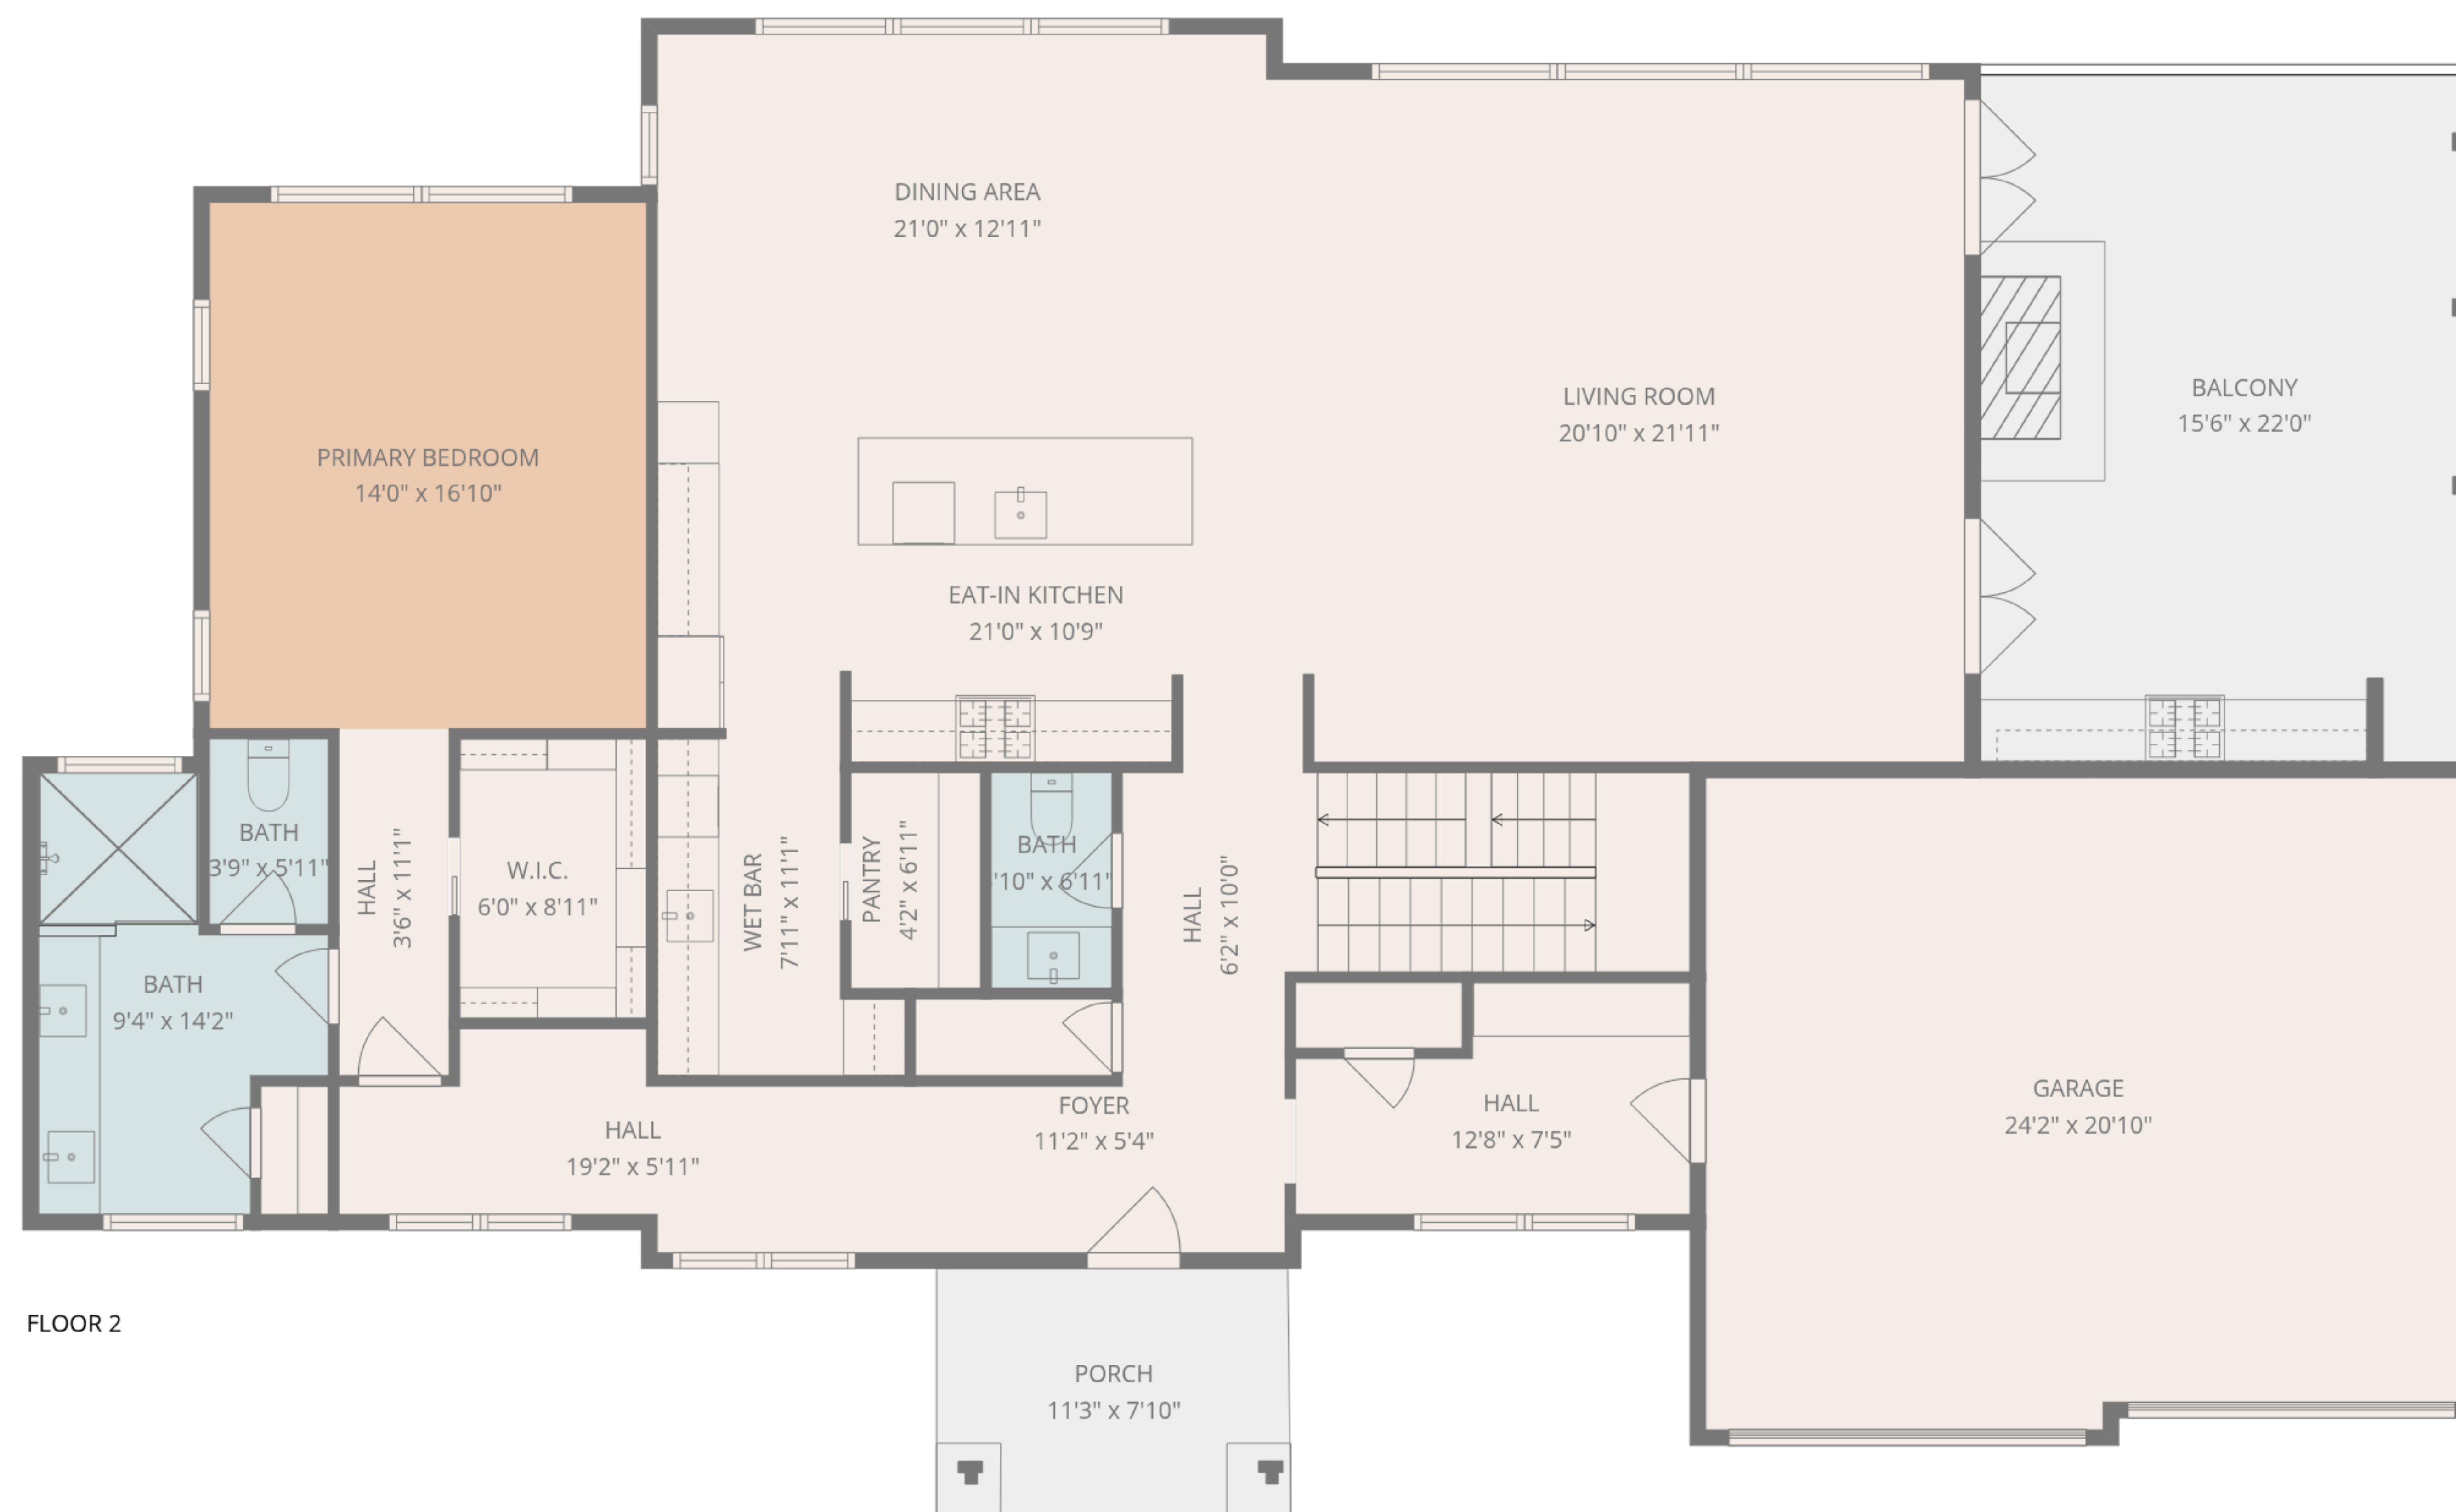 DINING AREA
21'0" x 12'11"
LIVING ROOM
20'10" x 21'11"
BALCONY
15'6" x 22'0"
PRIMARY BEDROOM
14'0" x 16'10"
EAT-IN KITCHEN
21'0" x 10'9"
BATH
3'9" x 5'11"
HALL
3'6" x 11'1"
W.I.C.
6'0" x 8'11"
WET BAR
7'11" x 11'1"
PANTRY
4'2" x 6'11"
BATH
'10" x 6'11"
HALL
6'2" x 10'0"
BATH
9'4" x 14'2"
HALL
19'2" x 5'11"
FOYER
11'2" x 5'4"
HALL
12'8" x 7'5"
GARAGE
24'2" x 20'10"
FLOOR 2
PORCH
11'3" x 7'10"